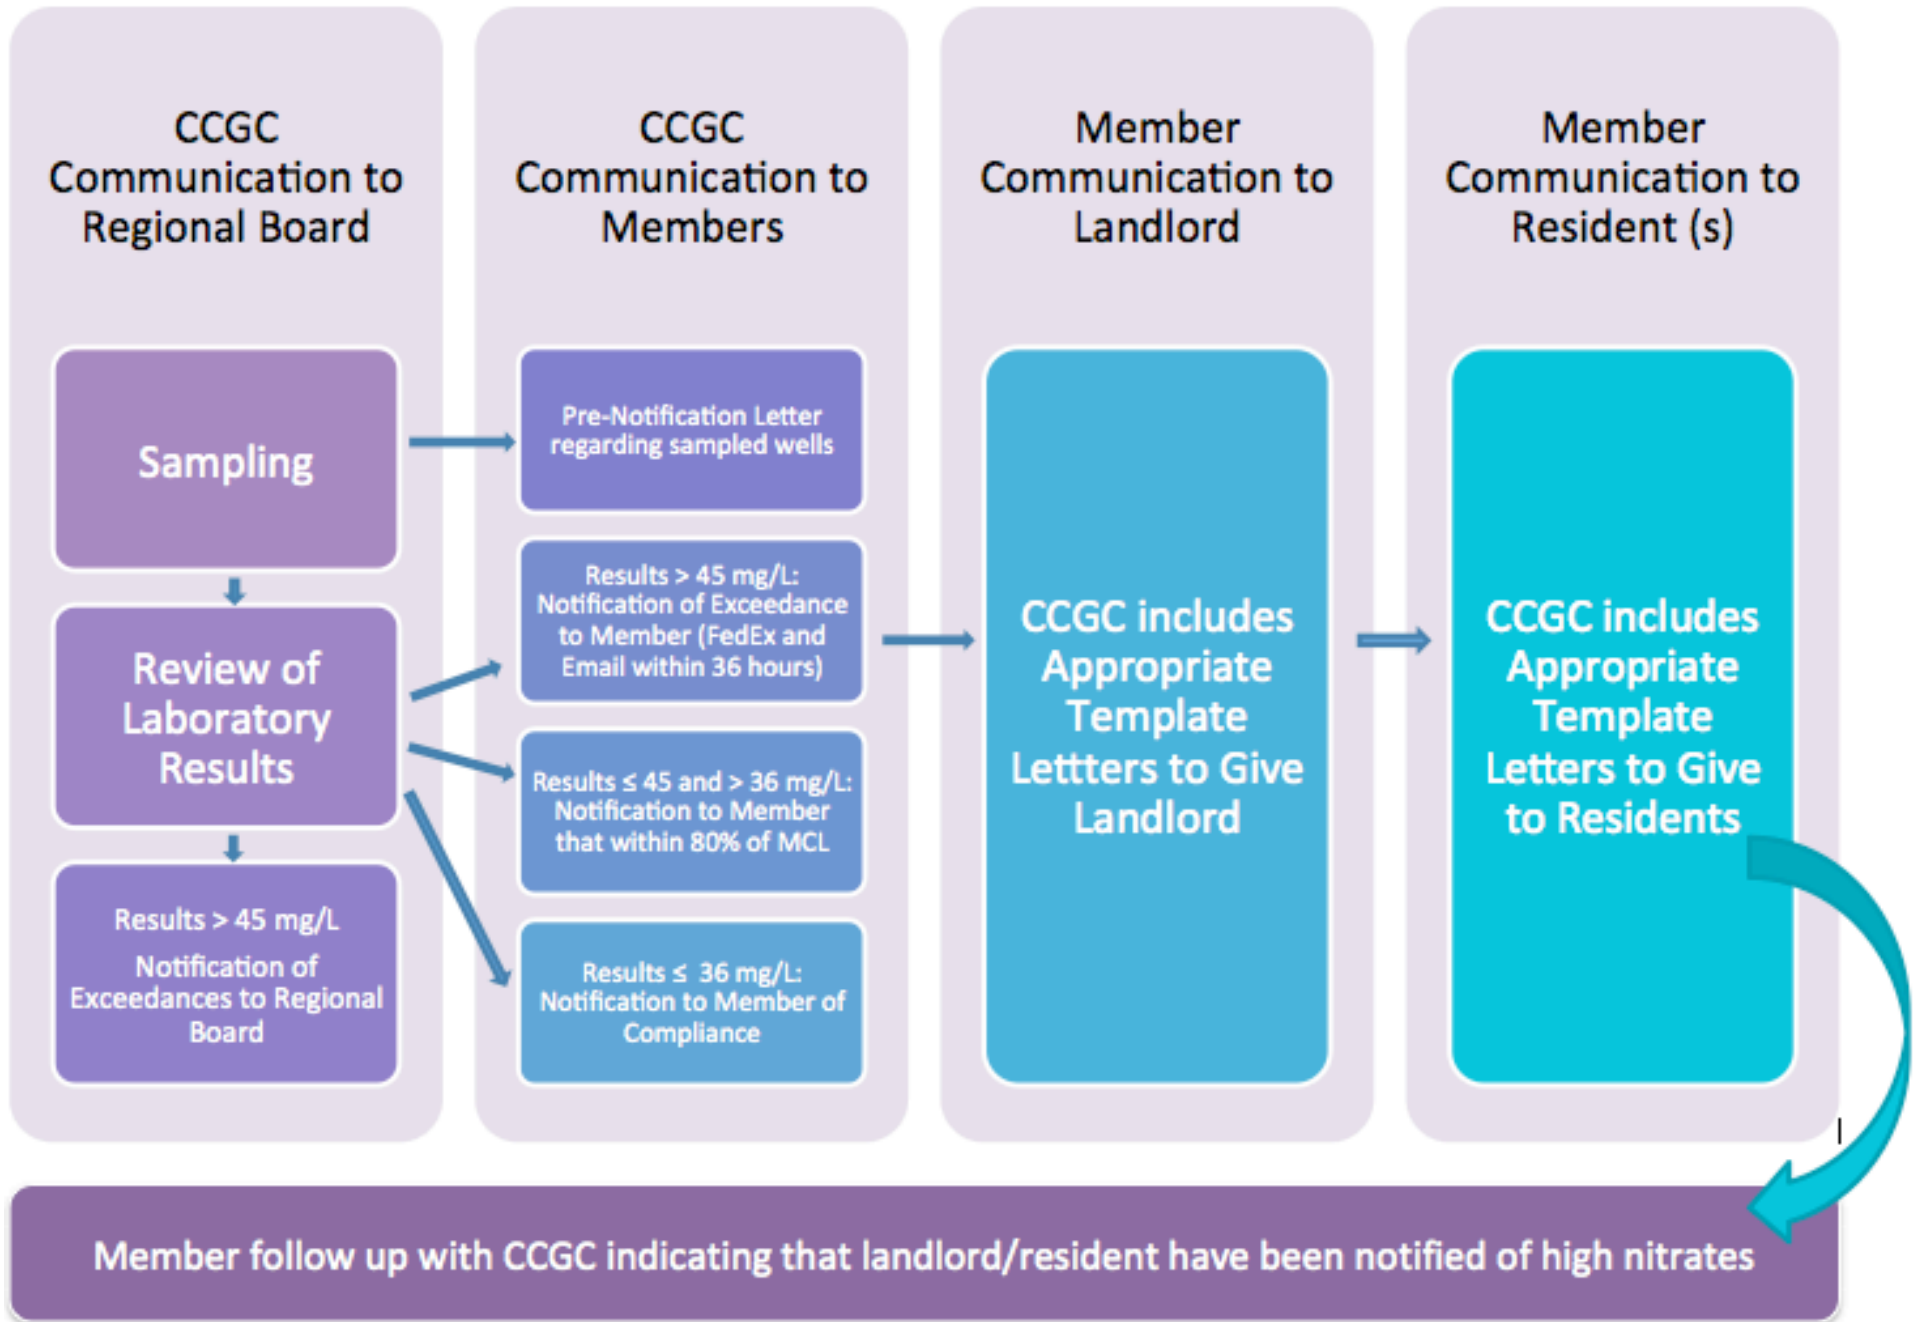 CCGC
Communication to
Regional Board
Sampling
Review of
Laboratory
Results
Results > 45 mg/L
Notification of
Exceedances to Regional
Board
CCGC
Communication to
Members
Pre-Notification Letter
regarding sampled wells
Results > 45 mg/L:
Notification of Exceedance
to Member (FedEx and
Email within 36 hours)
Results ≤ 45 and > 36 mg/L:
Notification to Member
that within 80% of MCL
Results ≤ 36 mg/L:
Notification to Member of
Compliance
Member
Communication to
Landlord
CCGC includes
Appropriate
Template
Lettters to Give
Landlord
Member
Communication to
Resident (s)
CCGC includes
Appropriate
Template
Letters to Give
to Residents
Member follow up with CCGC indicating that landlord/resident have been notified of high nitrates